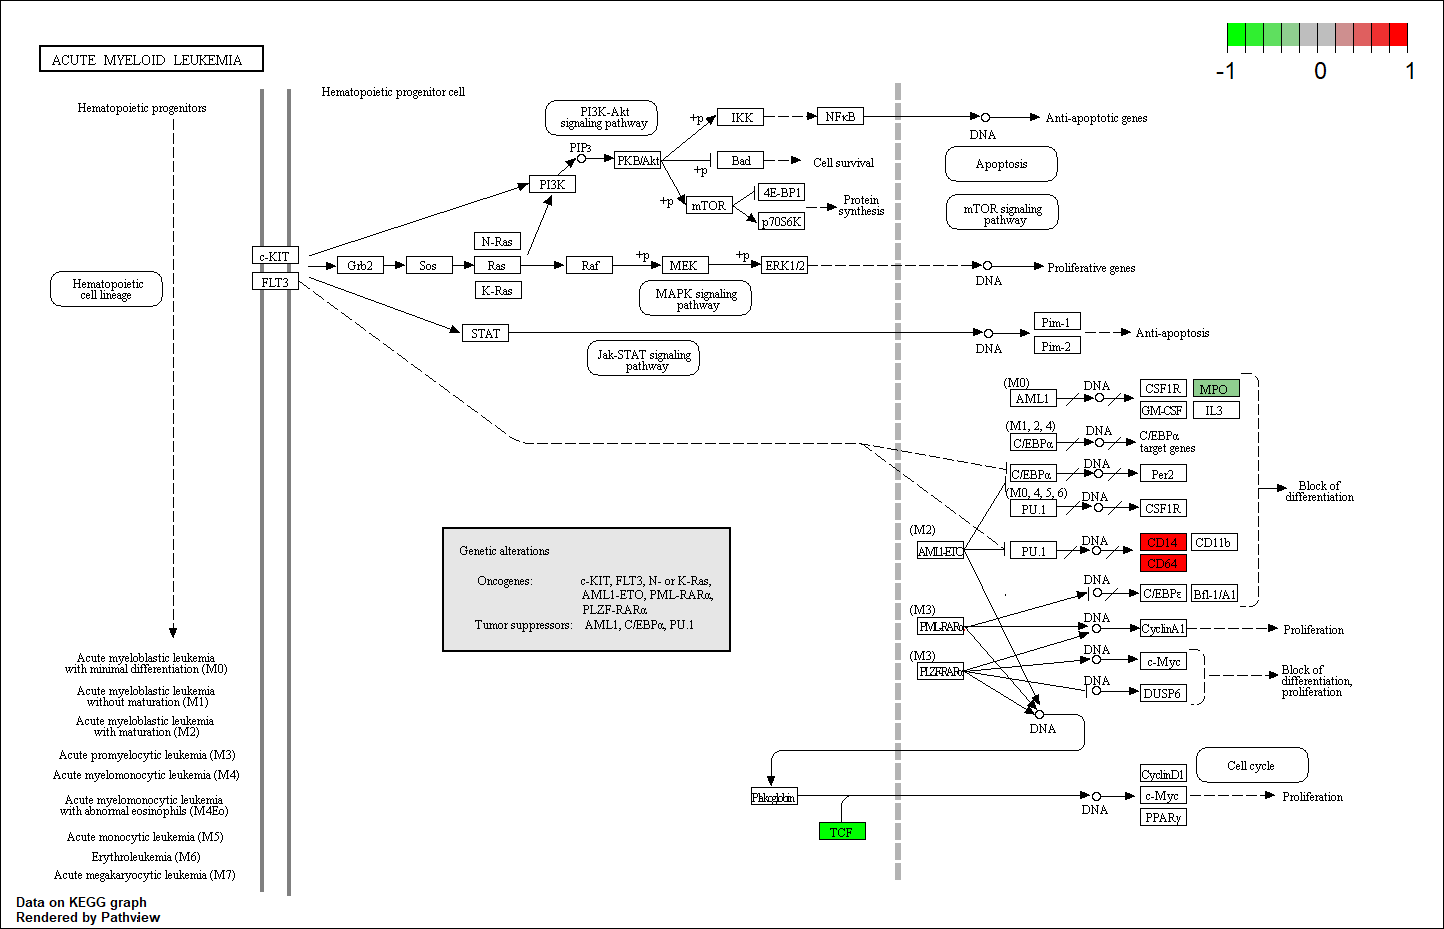 ACUTE MYELOID LEUKEMIA
-1 0 1
Hematopoietic progenitors
Hematopoietic progenitor cell
PI3K-Akt
signaling pathway
+p
IKK
NFκB
DNA
Anti-apoptotic genes
PIP3
PKB/Akt
+p
Bad
Cell survival
Apoptosis
PI3K
+p
mTOR
4E-BP1
p70S6K
Protein
synthesis
mTOR signaling
pathway
c-KIT
FLT3
Grb2
Sos
N-Ras
Ras
K-Ras
Raf
+p
MEK
+p
ERK1/2
DNA
Proliferative genes
Hematopoietic
cell lineage
MAPK signaling
pathway
STAT
DNA
Pim-1
Pim-2
Anti-apoptosis
Jak-STAT signaling
pathway
(M0)
AML1
DNA
CSF1R
MPO
GM-CSF
IL3
(M1, 2, 4)
C/EBPα
DNA
C/EBPα
target genes
C/EBPα
DNA
Per2
(M0, 4, 5, 6)
PU.1
DNA
CSF1R
Block of
differentiation
(M2)
AML1-ETO
PU.1
DNA
CD14
CD11b
CD64
DNA
C/EBPε
Bfl-1/A1
(M3)
PML-RARα
DNA
CyclinA1
Proliferation
(M3)
PLZF-RARα
DNA
c-Myc
DNA
DUSP6
Block of
differentiation,
proliferation
DNA
Genetic alterations
Oncogenes: c-KIT, FLT3, N- or K-Ras,
AML1-ETO, PML-RARα,
PLZF-RARα
Tumor suppressors: AML1, C/EBPα, PU.1
Plakoglobin
TCF
DNA
CyclinD1
c-Myc
PPARγ
Cell cycle
Proliferation
Acute myeloblastic leukemia
with minimal differentiation (M0)
Acute myeloblastic leukemia
without maturation (M1)
Acute myeloblastic leukemia
with maturation (M2)
Acute promyelocytic leukemia (M3)
Acute myelomonocytic leukemia (M4)
Acute myelomonocytic leukemia
with abnormal eosinophils (M4Eo)
Acute monocytic leukemia (M5)
Erythroleukemia (M6)
Acute megakaryocytic leukemia (M7)
Data on KEGG graph
Rendered by Pathview